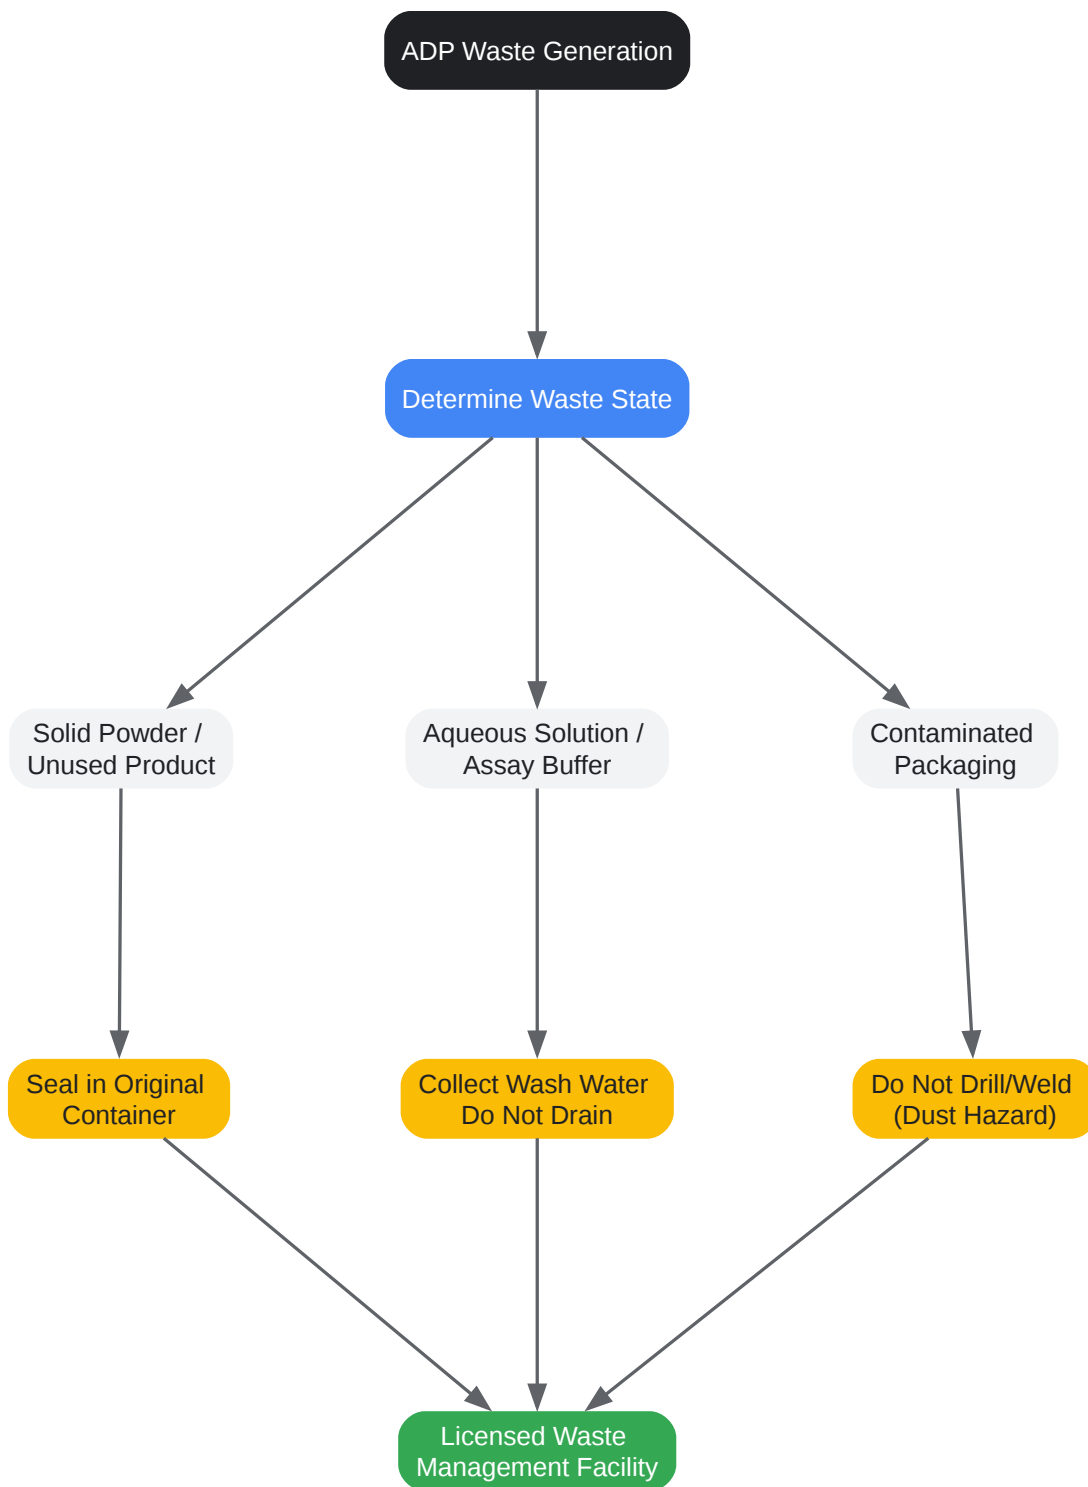 ADP Waste Generation
Determine Waste State
Solid Powder /
Unused Product
Aqueous Solution /
Assay Buffer
Contaminated
Packaging
Seal in Original
Container
Collect Wash Water
Do Not Drain
Do Not Drill/Weld
(Dust Hazard)
Licensed Waste
Management Facility